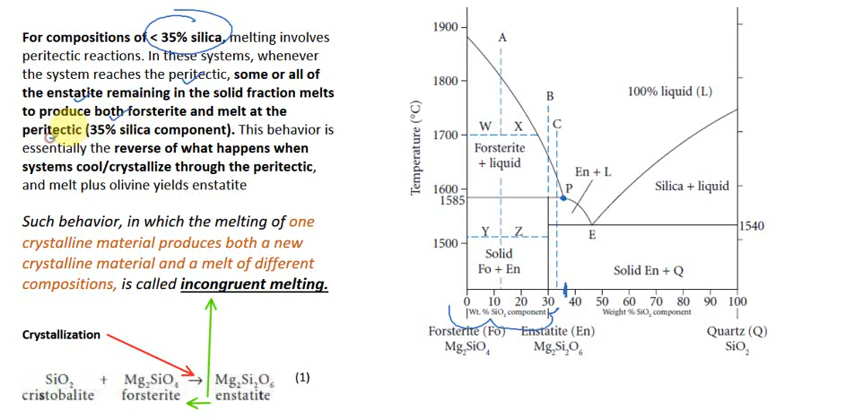 For compositions of < 35% silica, melting involves
peritectic reactions. In these systems, whenever
the system reaches the peritectic, some or all of
the enstatite remaining in the solid fraction melts
to produce both forsterite and melt at the
peritectic (35% silica component). This behavior is
essentially the reverse of what happens when
systems cool/crystallize through the peritectic,
and melt plus olivine yields enstatite
Such behavior, in which the melting of one
crystalline material produces both a new
crystalline material and a melt of different
compositions, is called incongruent melting.
Crystallization
SiO₂ + Mg₂SiO₄ → Mg₂Si₂O₆ (1)
cristobalite forsterite enstatite
Temperature (°C)
1900
1800
1700
1600
1585
1500
A
B
C
W X
Forsterite
+ liquid
100% liquid (L)
En + L
P
Silica + liquid
1540
E
Y Z
Solid
Fo + En
Solid En + Q
0 10 20 30 40 50 60 70 80 90 100
Wt. % SiO₂ component Weight % SiO₂ component
Forsterite (Fo) Enstatite (En) Quartz (Q)
Mg₂SiO₄ Mg₂Si₂O₆ SiO₂